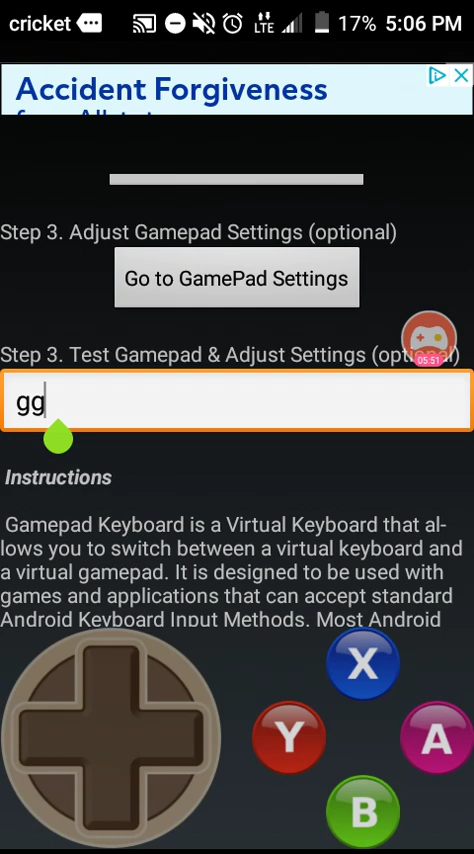 cricket LTE 17% 5:06 PM
Accident Forgiveness
Step 3. Adjust Gamepad Settings (optional)
Go to GamePad Settings
05:51
Step 3. Test Gamepad & Adjust Settings (optional)
gg
Instructions
Gamepad Keyboard is a Virtual Keyboard that al-
lows you to switch between a virtual keyboard and
a virtual gamepad. It is designed to be used with
games and applications that can accept standard
Android Keyboard Input Methods. Most Android
X
Y A
B